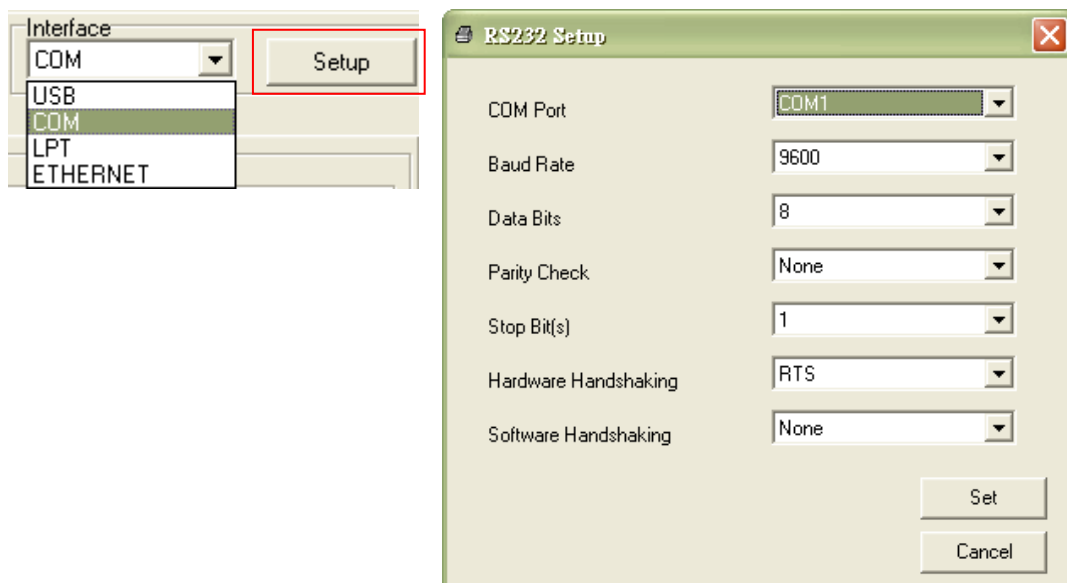 Interface
COM
Setup
USB
COM
LPT
ETHERNET
RS232 Setup
COM Port
COM1
Baud Rate
9600
Data Bits
8
Parity Check
None
Stop Bit(s)
1
Hardware Handshaking
RTS
Software Handshaking
None
Set
Cancel